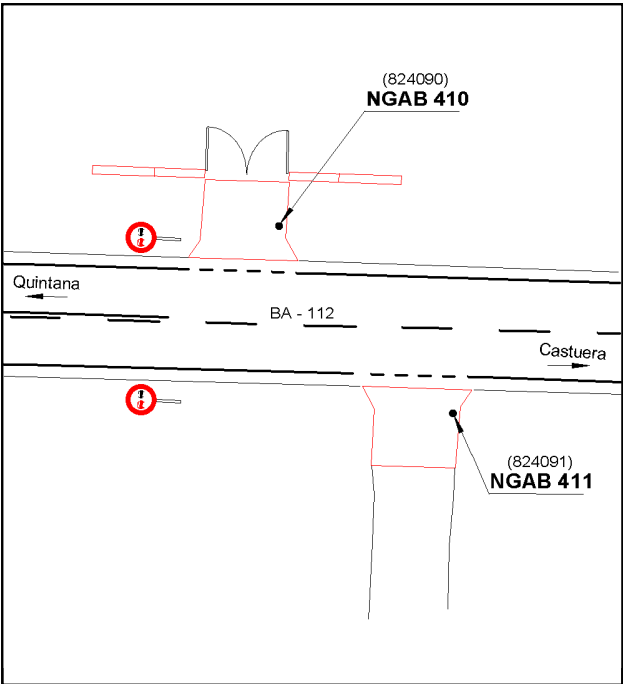 (824090)
NGAB 410
Quintana
BA - 112
Castuera
(824091)
NGAB 411